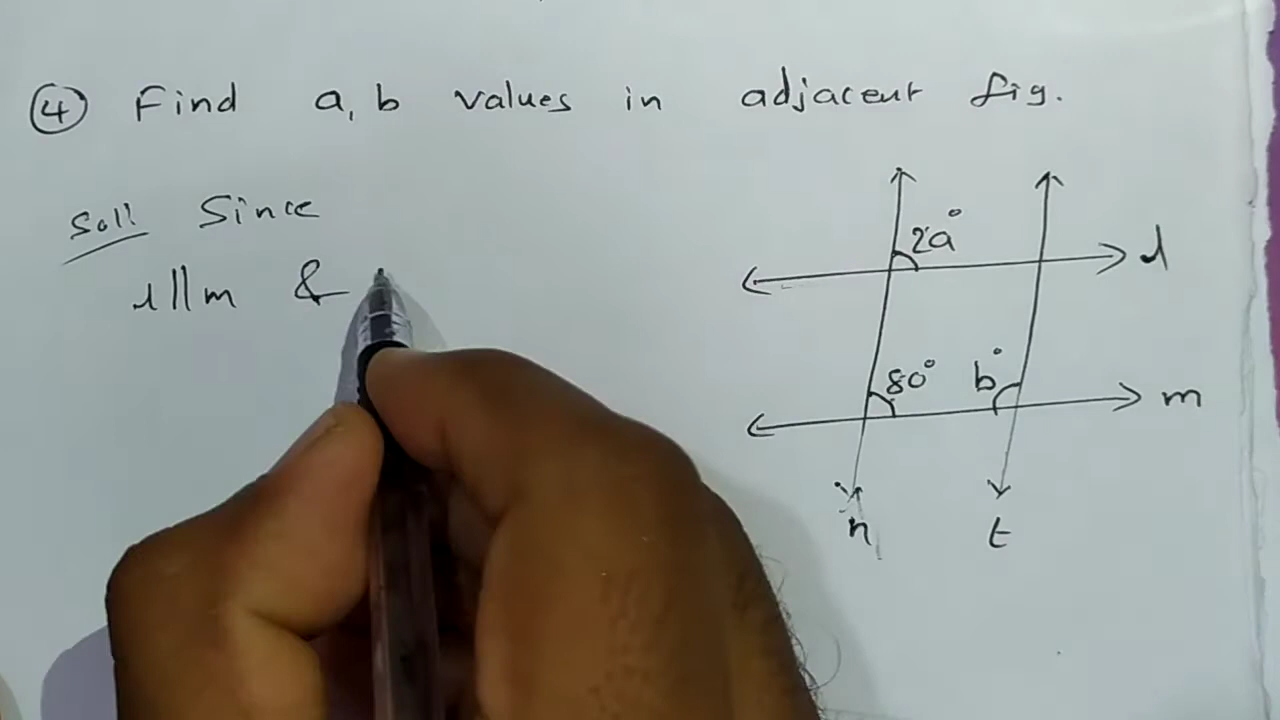 ④ Find a, b values in adjacent fig.
Sol: Since
l || m &
2a°
l
80° b°
m
n t